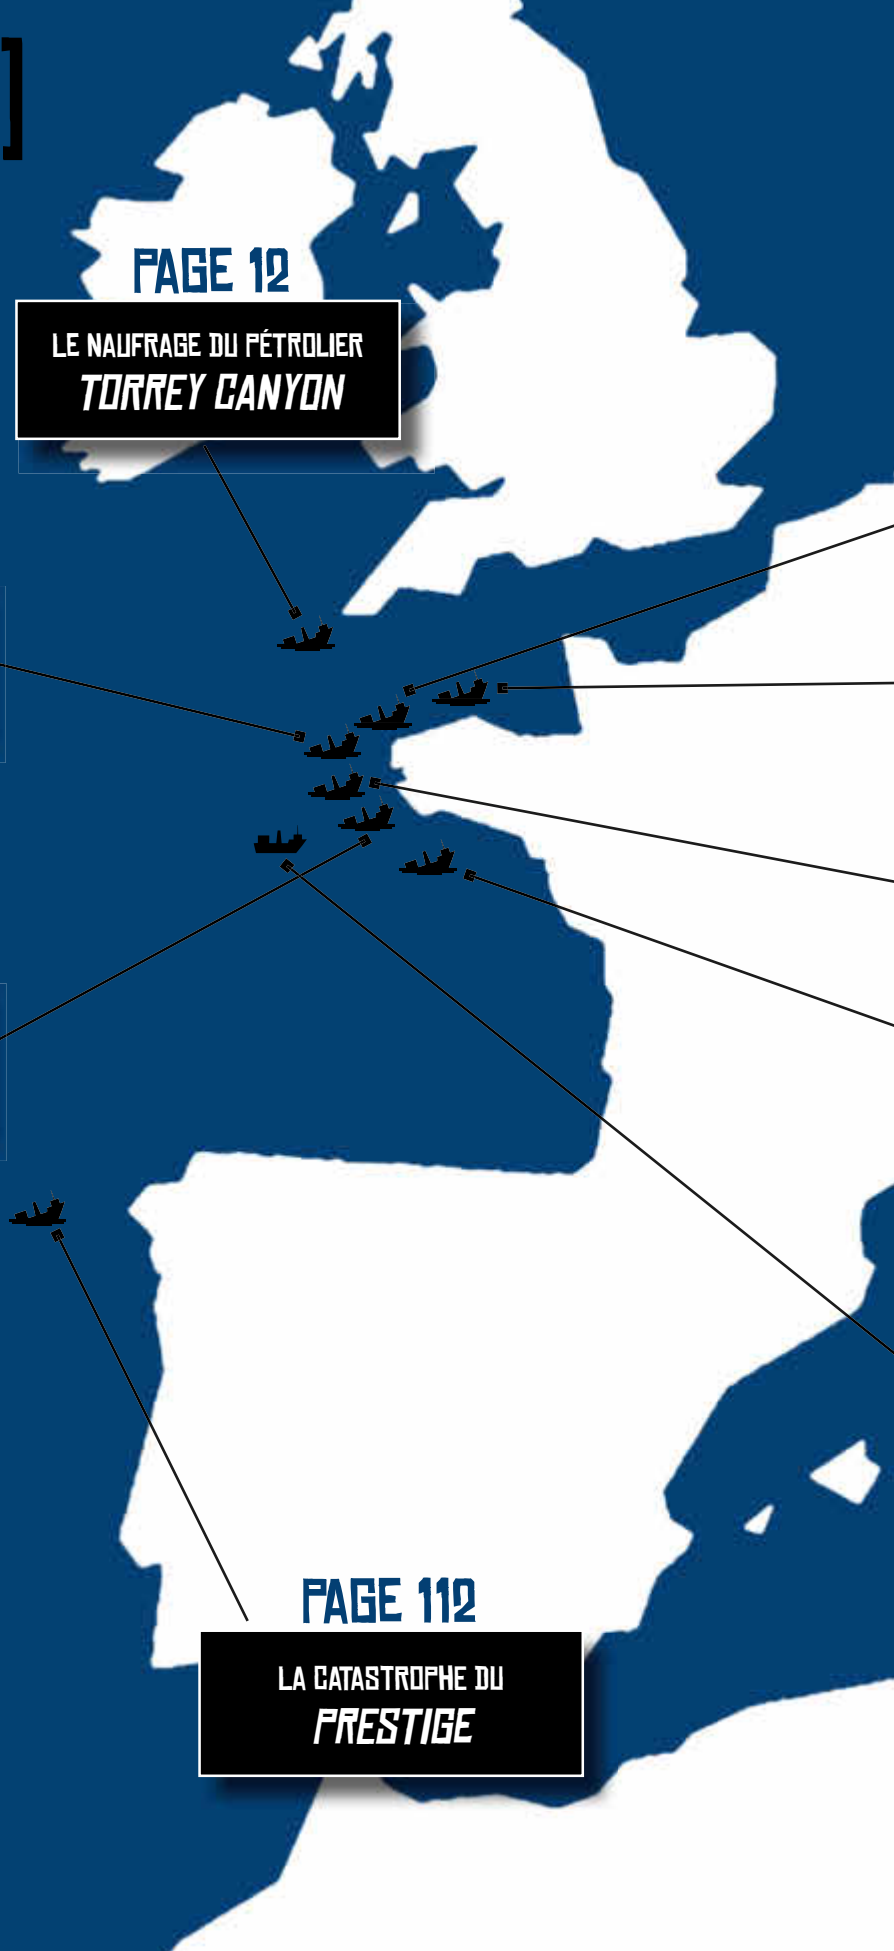 ]
PAGE 12
LE NAUFRAGE DU PÉTROLIER
TORREY CANYON
PAGE 112
LA CATASTROPHE DU
PRESTIGE